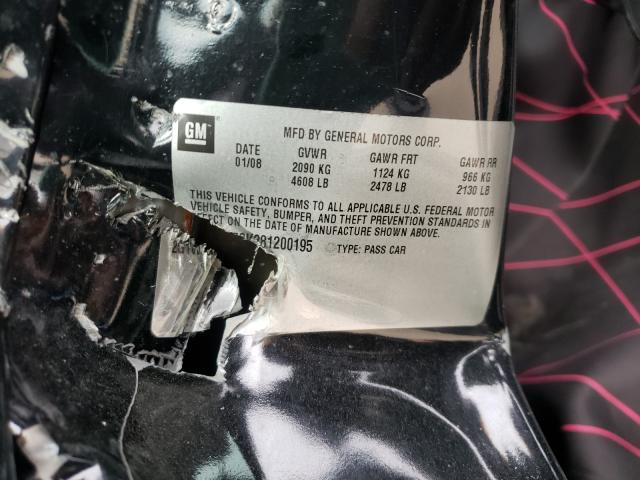 GM
MFD BY GENERAL MOTORS CORP.
DATE GVWR GAWR FRT GAWR RR
01/08 2090 KG 1124 KG 966 KG
4608 LB 2478 LB 2130 LB
THIS VEHICLE CONFORMS TO ALL APPLICABLE U.S. FEDERAL MOTOR
VEHICLE SAFETY, BUMPER, AND THEFT PREVENTION STANDARDS IN
EFFECT ON THE DATE OF MANUFACTURE SHOWN ABOVE.
81200195 TYPE: PASS CAR